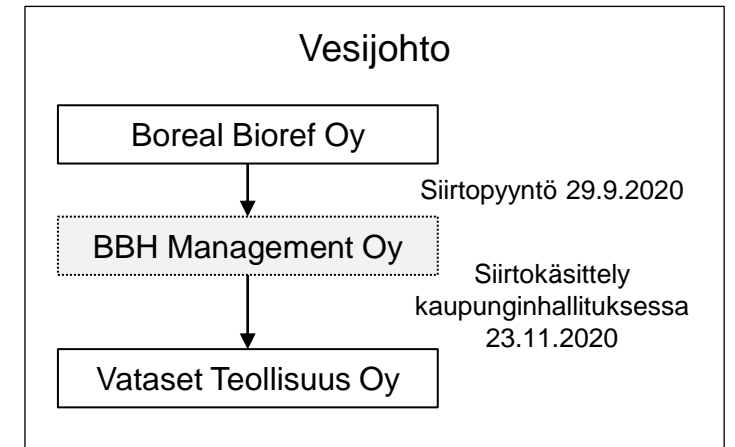 Vesijohto
Boreal Bioref Oy
Siirtopyyntö 29.9.2020
BBH Management Oy
Siirtokäsittely
kaupunginhallituksessa
23.11.2020
Vataset Teollisuus Oy